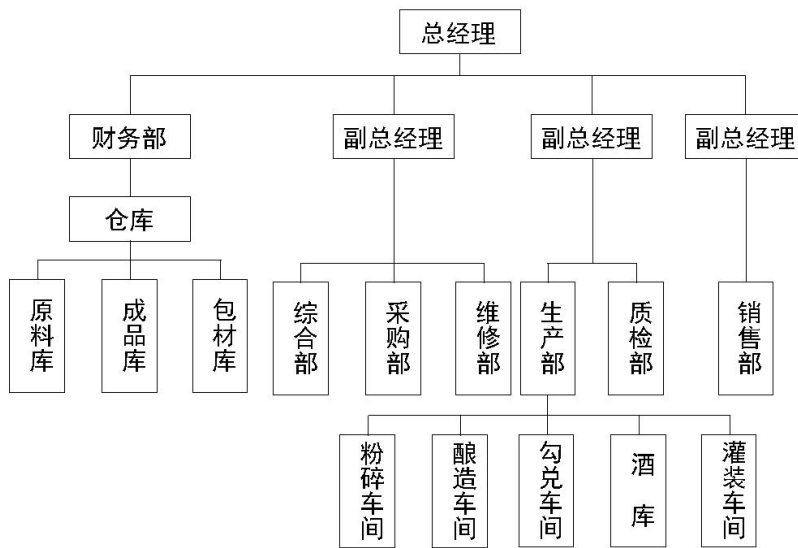 总经理
财务部
副总经理
副总经理
副总经理
仓库
原料库
成品库
包材库
综合部
采购部
维修部
生产部
质检部
销售部
粉碎车间
酿造车间
勾兑车间
酒库
灌装车间